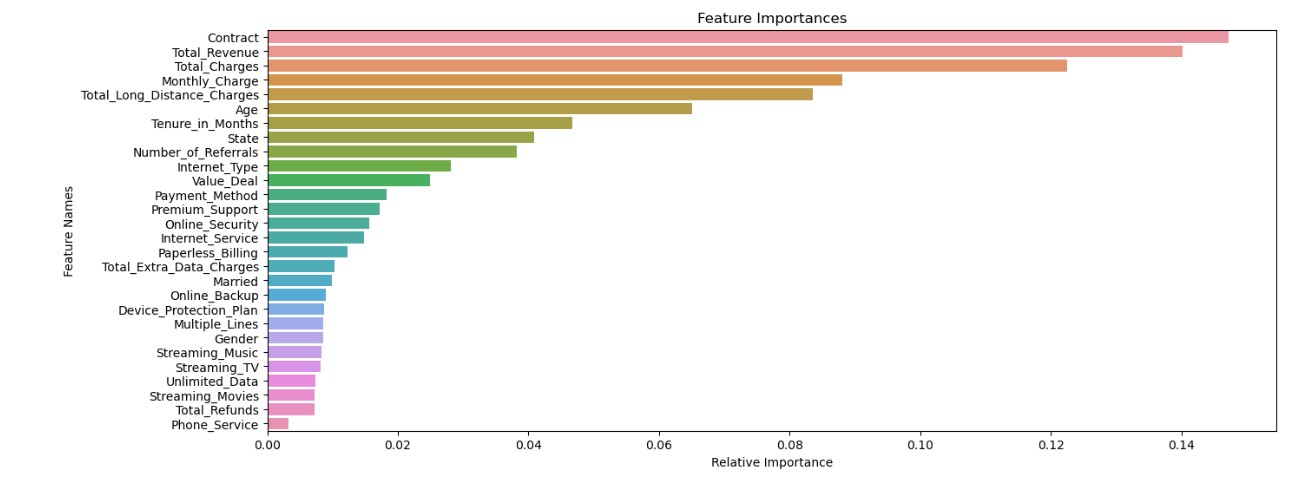 Feature Importances
Contract
Total_Revenue
Total_Charges
Monthly_Charge
Total_Long_Distance_Charges
Age
Tenure_in_Months
State
Number_of_Referrals
Internet_Type
Value_Deal
Payment_Method
Premium_Support
Online_Security
Internet_Service
Paperless_Billing
Total_Extra_Data_Charges
Married
Online_Backup
Device_Protection_Plan
Multiple_Lines
Gender
Streaming_Music
Streaming_TV
Unlimited_Data
Streaming_Movies
Total_Refunds
Phone_Service
Feature Names
0.00 0.02 0.04 0.06 0.08 0.10 0.12 0.14
Relative Importance